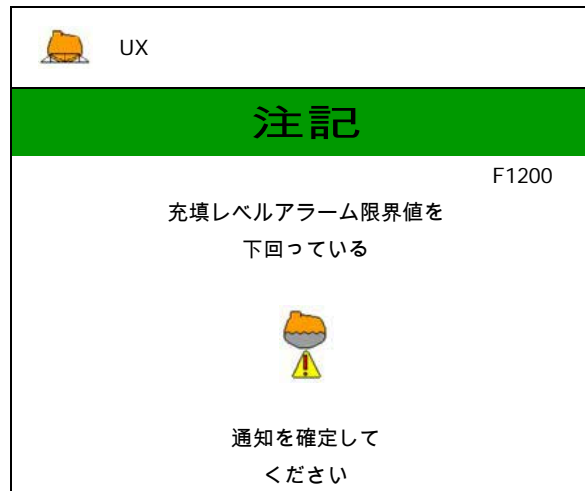 UX
注記
F1200
充填レベルアラーム限界値を
下回っている
通知を確定して
ください